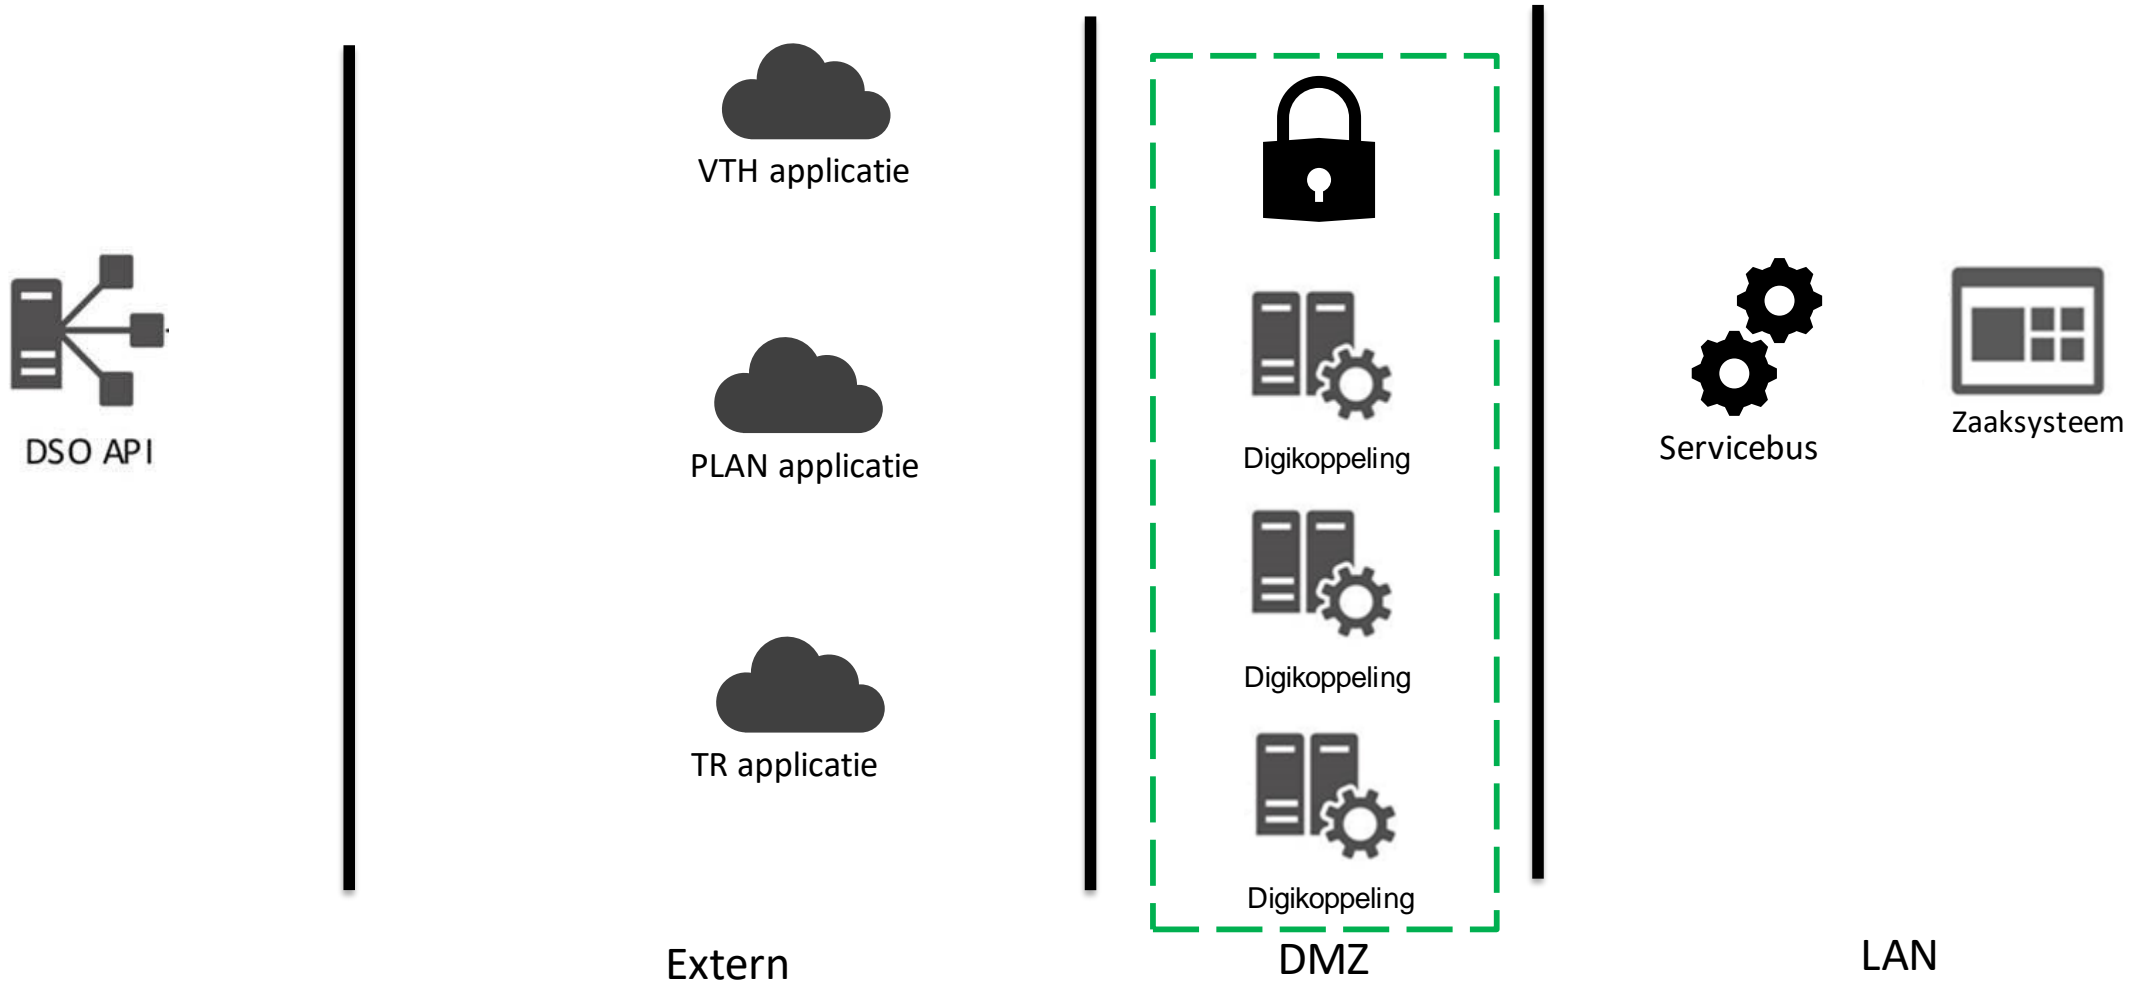 VTH applicatie
DSO API
PLAN applicatie
Digikoppeling
Servicebus
Zaaksysteem
Digikoppeling
TR applicatie
Digikoppeling
Extern
DMZ
LAN